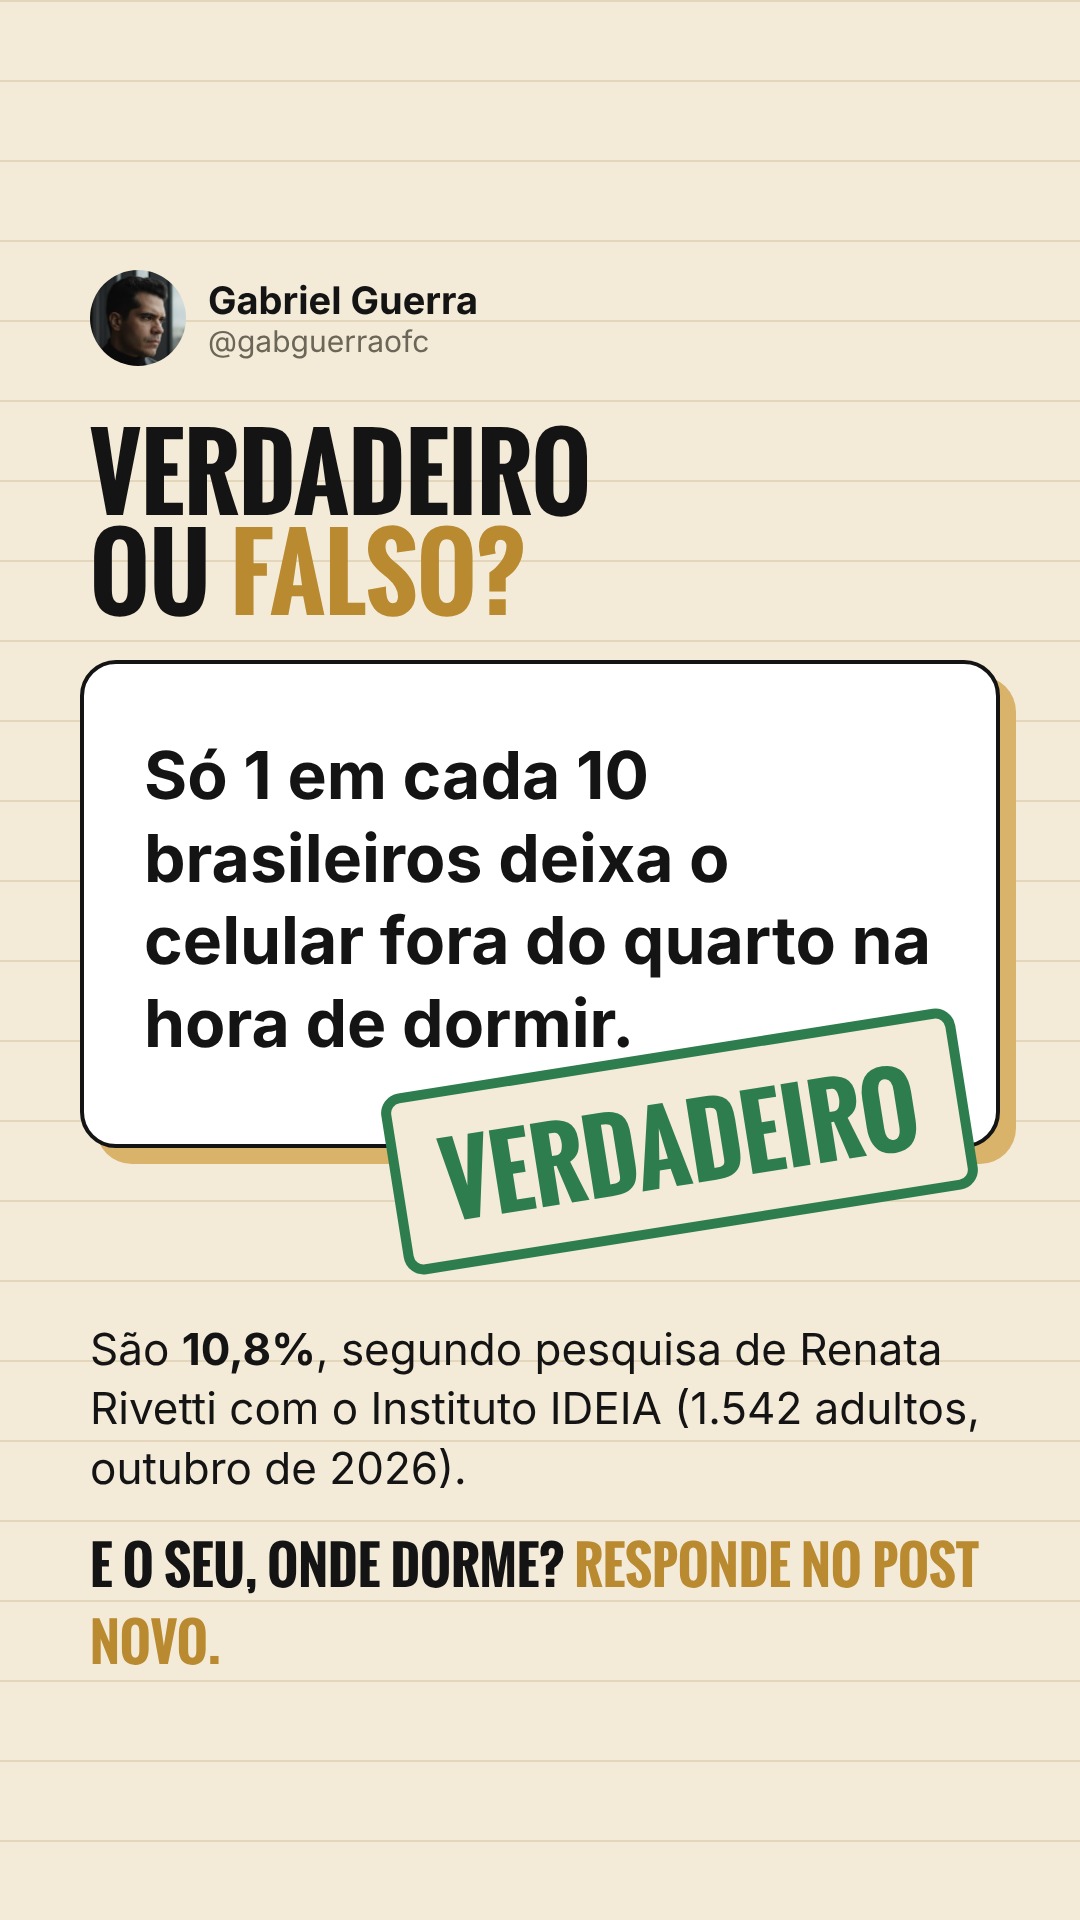 Gabriel Guerra
@gabguerraofc
VERDADEIRO
OU FALSO?
Só 1 em cada 10
brasileiros deixa o
celular fora do quarto na
hora de dormir.
VERDADEIRO
São 10,8%, segundo pesquisa de Renata
Rivetti com o Instituto IDEIA (1.542 adultos,
outubro de 2026).
E O SEU, ONDE DORME? RESPONDE NO POST
NOVO.